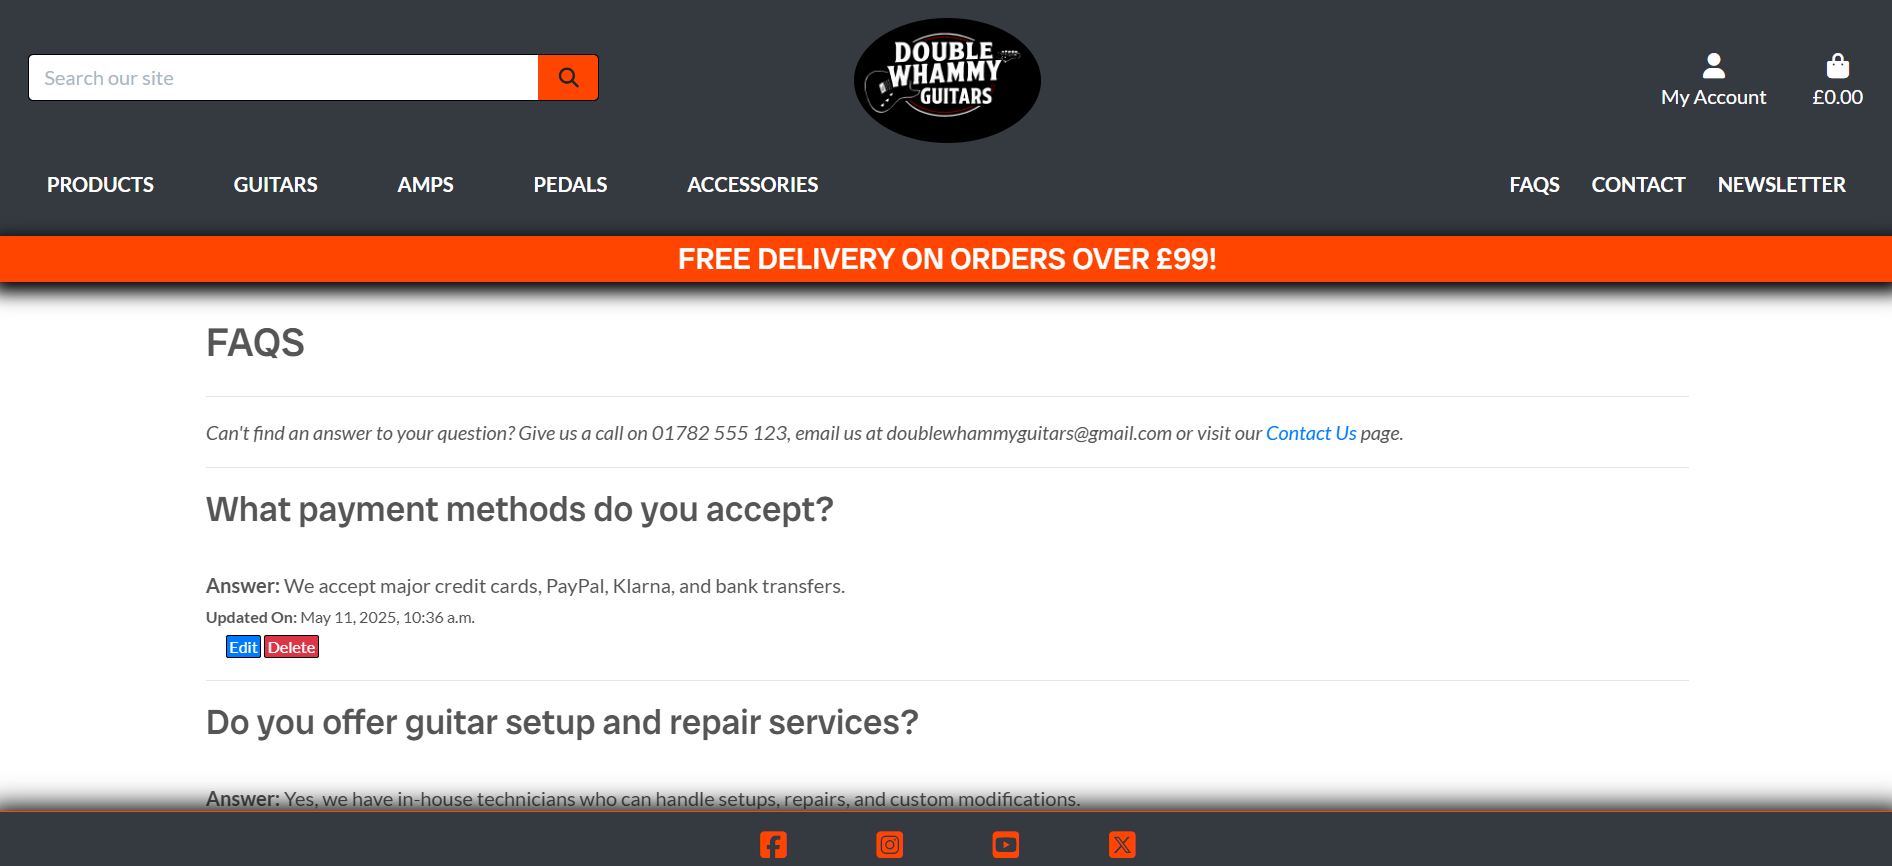 Search our site
DOUBLE
WHAMMY
GUITARS
My Account
£0.00
PRODUCTS GUITARS AMPS PEDALS ACCESSORIES FAQS CONTACT NEWSLETTER
FREE DELIVERY ON ORDERS OVER £99!
FAQS
Can't find an answer to your question? Give us a call on 01782 555 123, email us at doublewhammyguitars@gmail.com or visit our Contact Us page.
What payment methods do you accept?
Answer: We accept major credit cards, PayPal, Klarna, and bank transfers.
Updated On: May 11, 2025, 10:36 a.m.
Edit Delete
Do you offer guitar setup and repair services?
Answer: Yes, we have in-house technicians who can handle setups, repairs, and custom modifications.